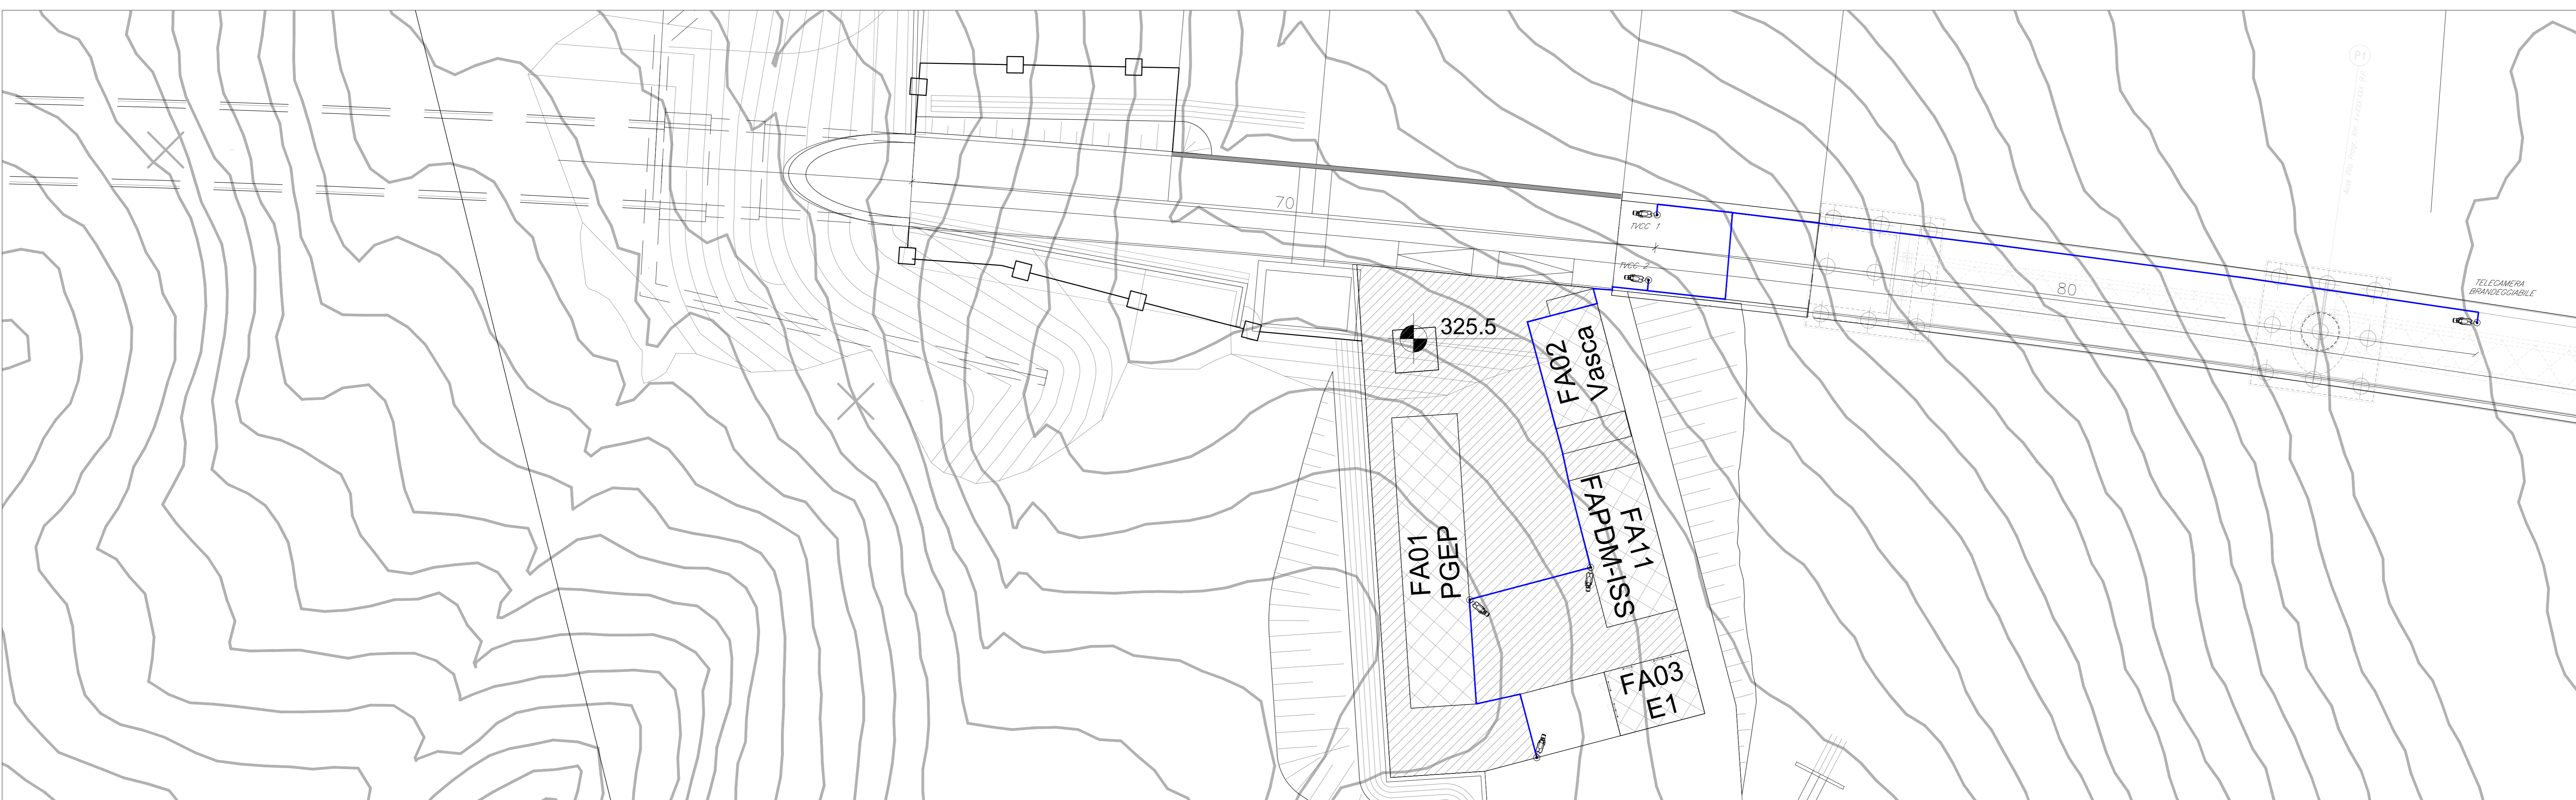 P1
70
TVCC 1
TVCC 2
80
TELECAMERA
BRANDEGGIABILE
325.5
FA02
Vasca
FA01
PGEP
FA11
FAPDM-ISS
FA03
E1